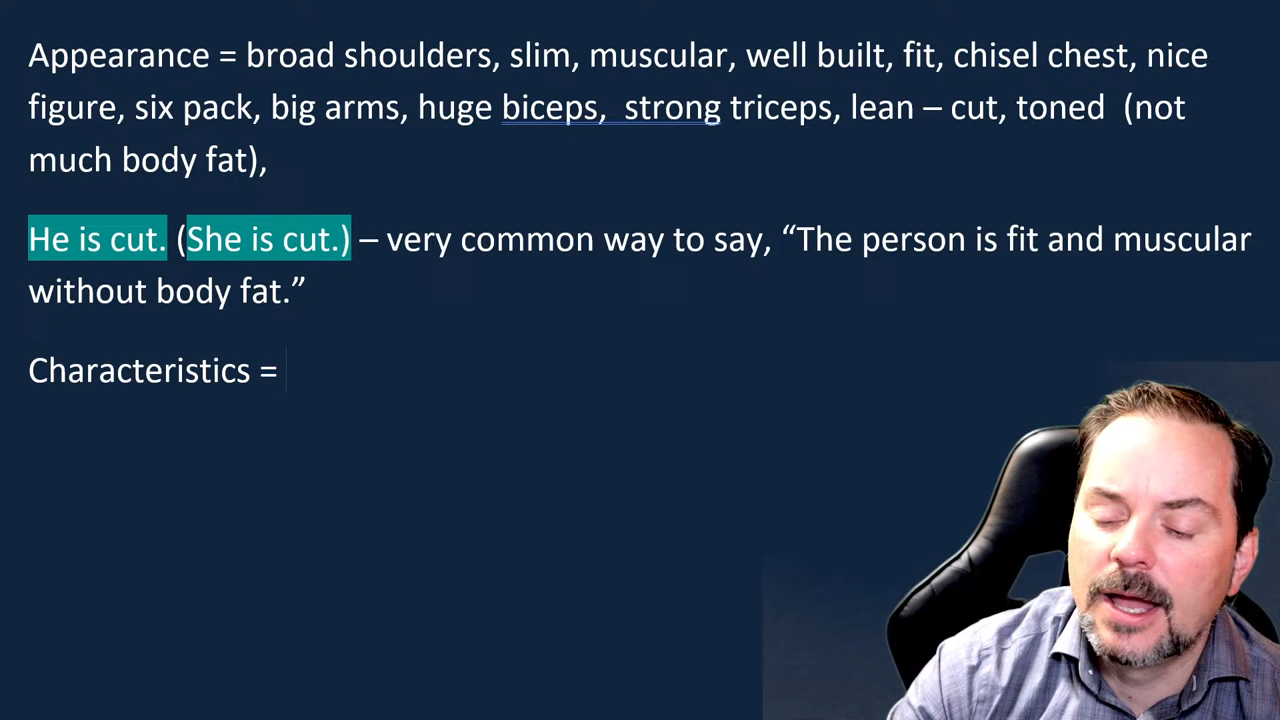 Appearance = broad shoulders, slim, muscular, well built, fit, chisel chest, nice
figure, six pack, big arms, huge biceps,  strong triceps, lean – cut, toned  (not
much body fat),
He is cut. (She is cut.) – very common way to say, “The person is fit and muscular
without body fat.”
Characteristics =